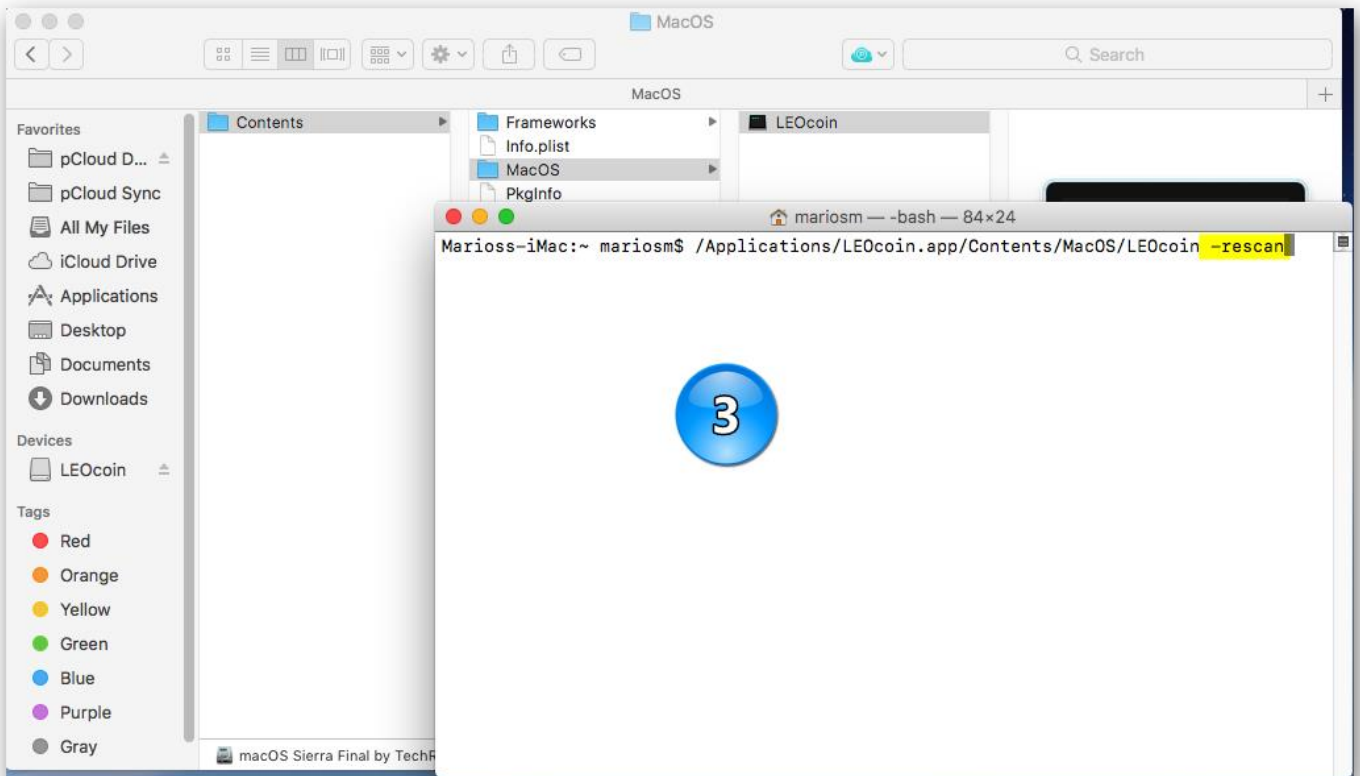 MacOS
Search
MacOS
Favorites
pCloud D...
pCloud Sync
All My Files
iCloud Drive
Applications
Desktop
Documents
Downloads
Devices
LEOcoin
Tags
Red
Orange
Yellow
Green
Blue
Purple
Gray
Contents
Frameworks
Info.plist
MacOS
PkgInfo
LEOcoin
macOS Sierra Final by TechR
mariosm — -bash — 84×24
Marioss-iMac:~ mariosm$ /Applications/LEOcoin.app/Contents/MacOS/LEOcoin -rescan
3